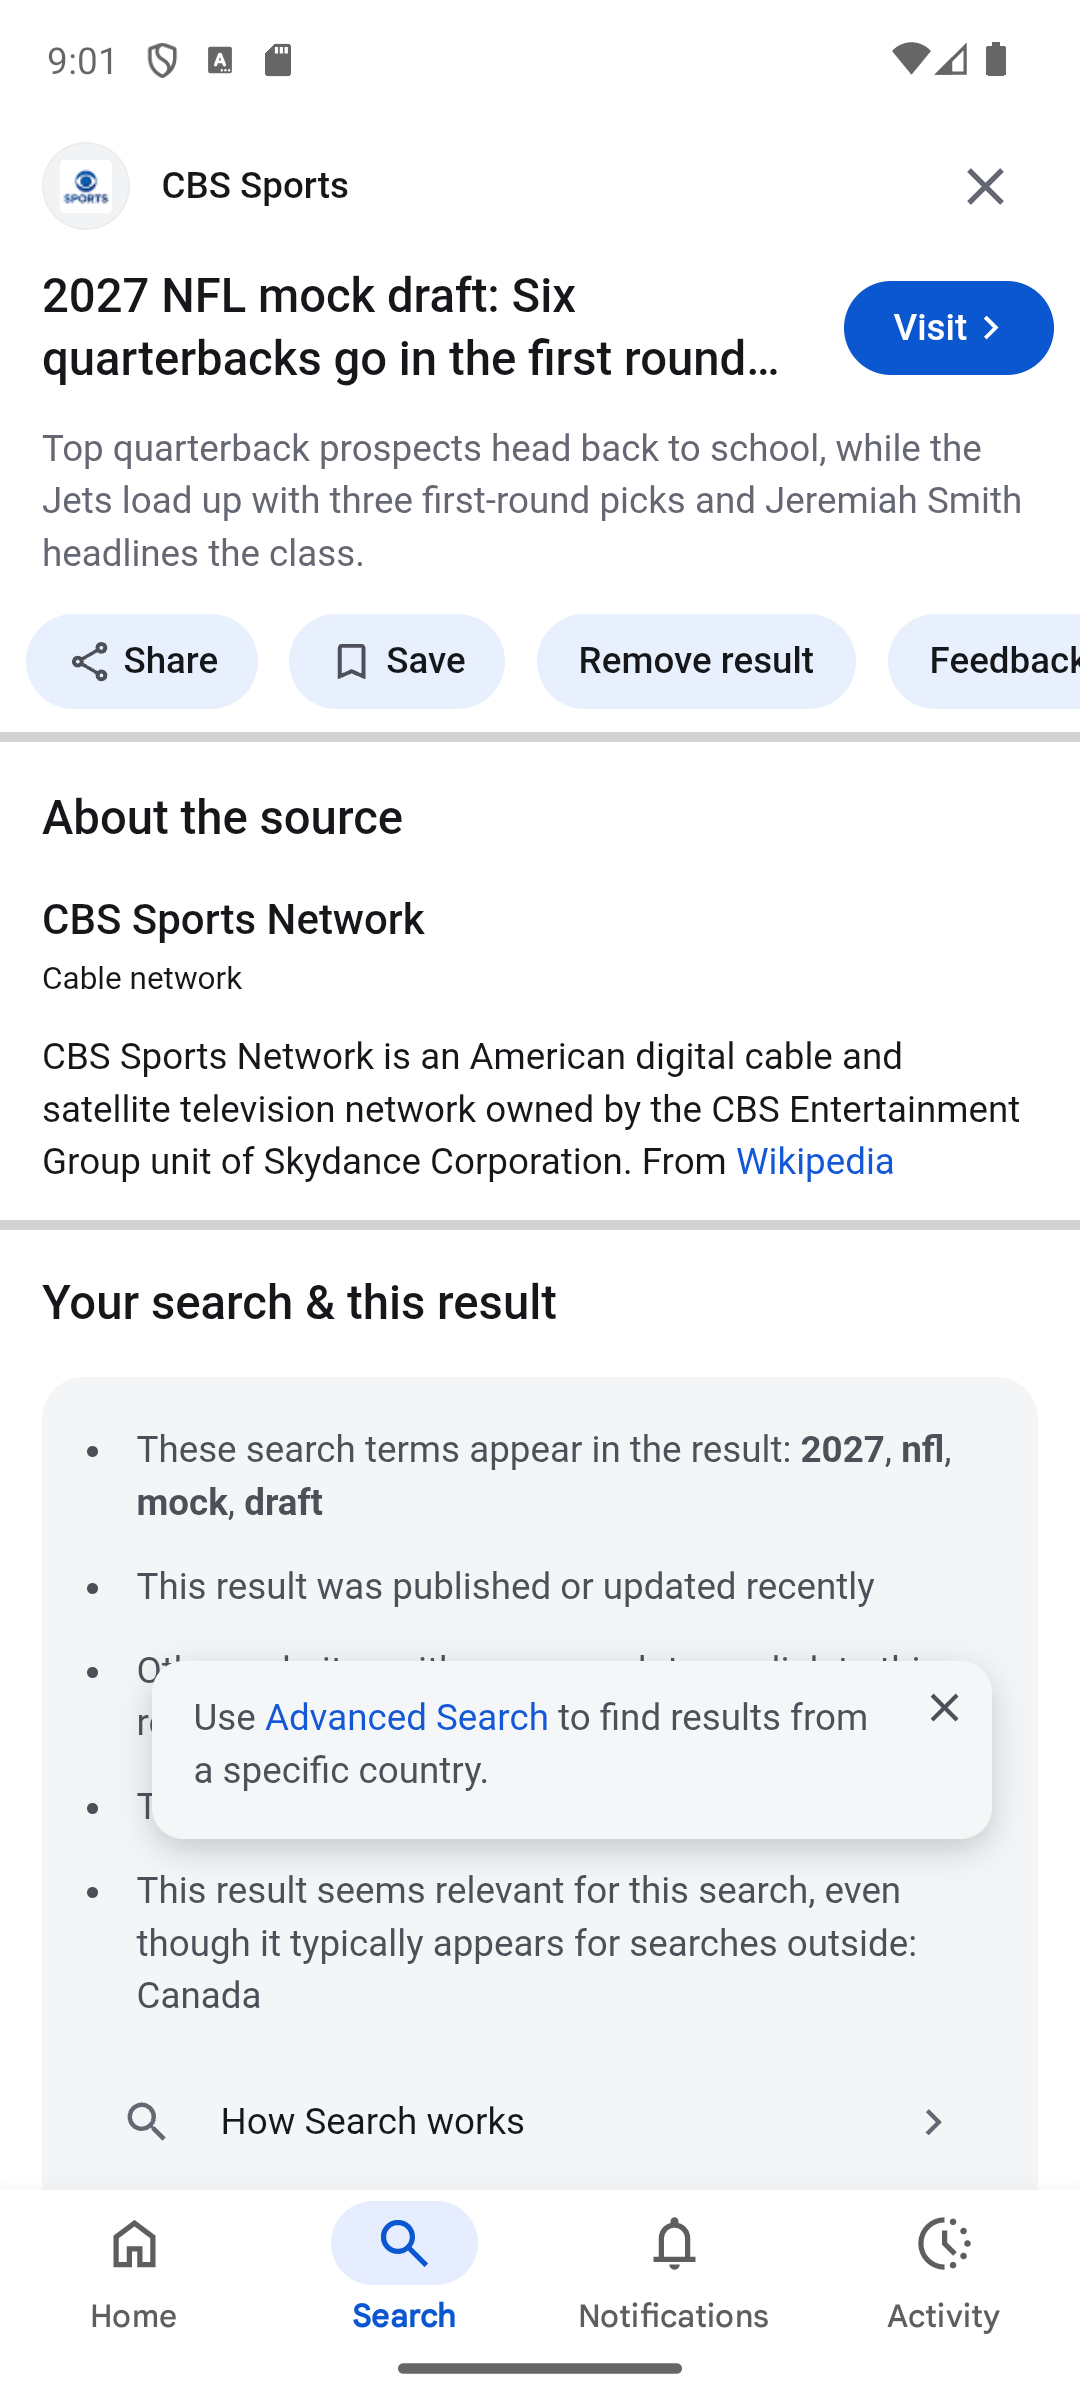 9:01
SPORTS
CBS Sports
2027 NFL mock draft: Six
quarterbacks go in the first round...
Visit
Top quarterback prospects head back to school, while the
Jets load up with three first-round picks and Jeremiah Smith
headlines the class.
Share
Save
Remove result
Feedback
About the source
CBS Sports Network
Cable network
CBS Sports Network is an American digital cable and
satellite television network owned by the CBS Entertainment
Group unit of Skydance Corporation. From Wikipedia
Your search & this result
These search terms appear in the result: 2027, nfl,
mock, draft
This result was published or updated recently
Use Advanced Search to find results from
a specific country.
This result seems relevant for this search, even
though it typically appears for searches outside:
Canada
How Search works
Home
Search
Notifications
Activity